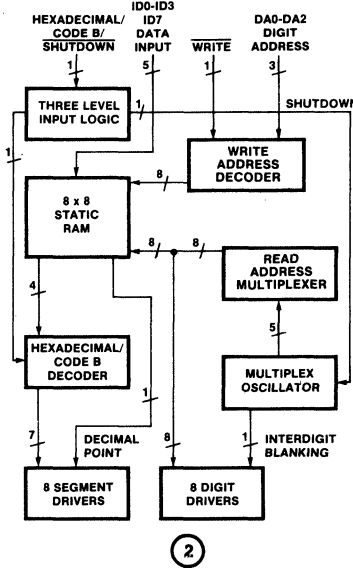 HEXADECIMAL/
CODE B/
SHUTDOWN
ID0-ID3
ID7
DATA
INPUT
WRITE
DA0-DA2
DIGIT
ADDRESS
1
5
1
3
THREE LEVEL
INPUT LOGIC
1
SHUTDOWN
1
WRITE
ADDRESS
DECODER
8
8 x 8
STATIC
RAM
8
8
READ
ADDRESS
MULTIPLEXER
4
5
HEXADECIMAL/
CODE B
DECODER
1
MULTIPLEX
OSCILLATOR
7
DECIMAL
POINT
8
1
INTERDIGIT
BLANKING
8 SEGMENT DRIVERS
8 DIGIT DRIVERS
2